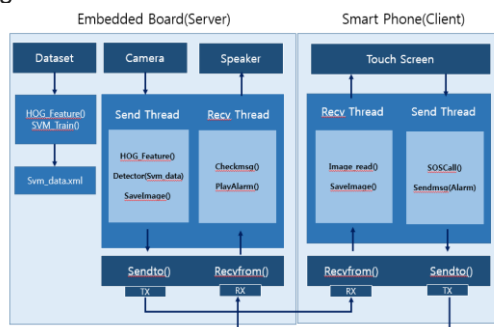 Embedded Board(Server)
Smart Phone(Client)
Dataset
Camera
Speaker
Touch Screen
HOG_Feature()
SVM_Train()
Svm_data.xml
Send Thread
Recv Thread
HOG_Feature()
Detector(Svm_data)
SaveImage()
Checkmsg()
PlayAlarm()
Recv Thread
Send Thread
Image_read()
SaveImage()
SOSCall()
Sendmsg(Alarm)
Sendto()
Recvfrom()
TX
RX
Recvfrom()
Sendto()
RX
TX